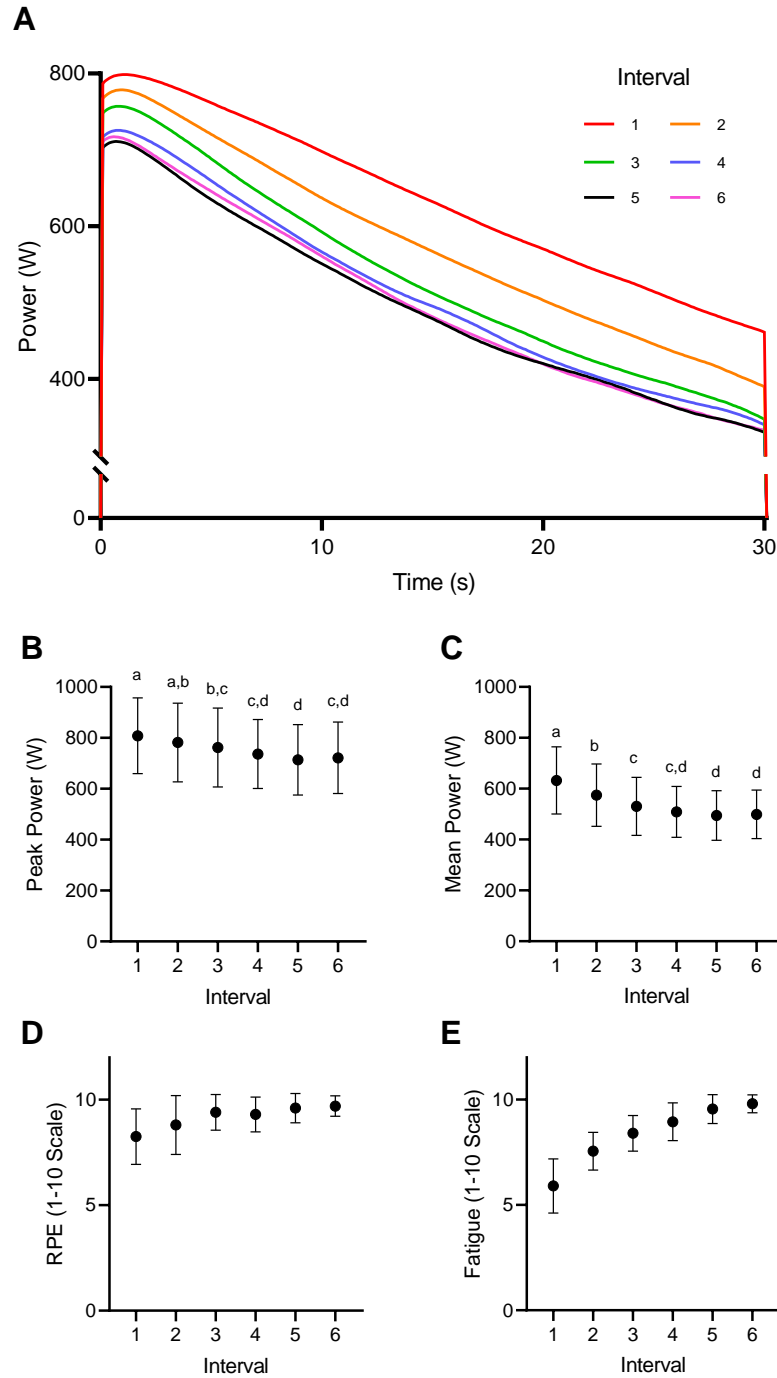 A
Power (W)
800
600
400
0
0 10 20 30
Time (s)
Interval
1 2
3 4
5 6
B
Peak Power (W)
1000
800
600
400
200
0
a a,b b,c c,d d c,d
1 2 3 4 5 6
Interval
C
Mean Power (W)
1000
800
600
400
200
0
a b c c,d d d
1 2 3 4 5 6
Interval
D
RPE (1-10 Scale)
10
5
0
1 2 3 4 5 6
Interval
E
Fatigue (1-10 Scale)
10
5
0
1 2 3 4 5 6
Interval